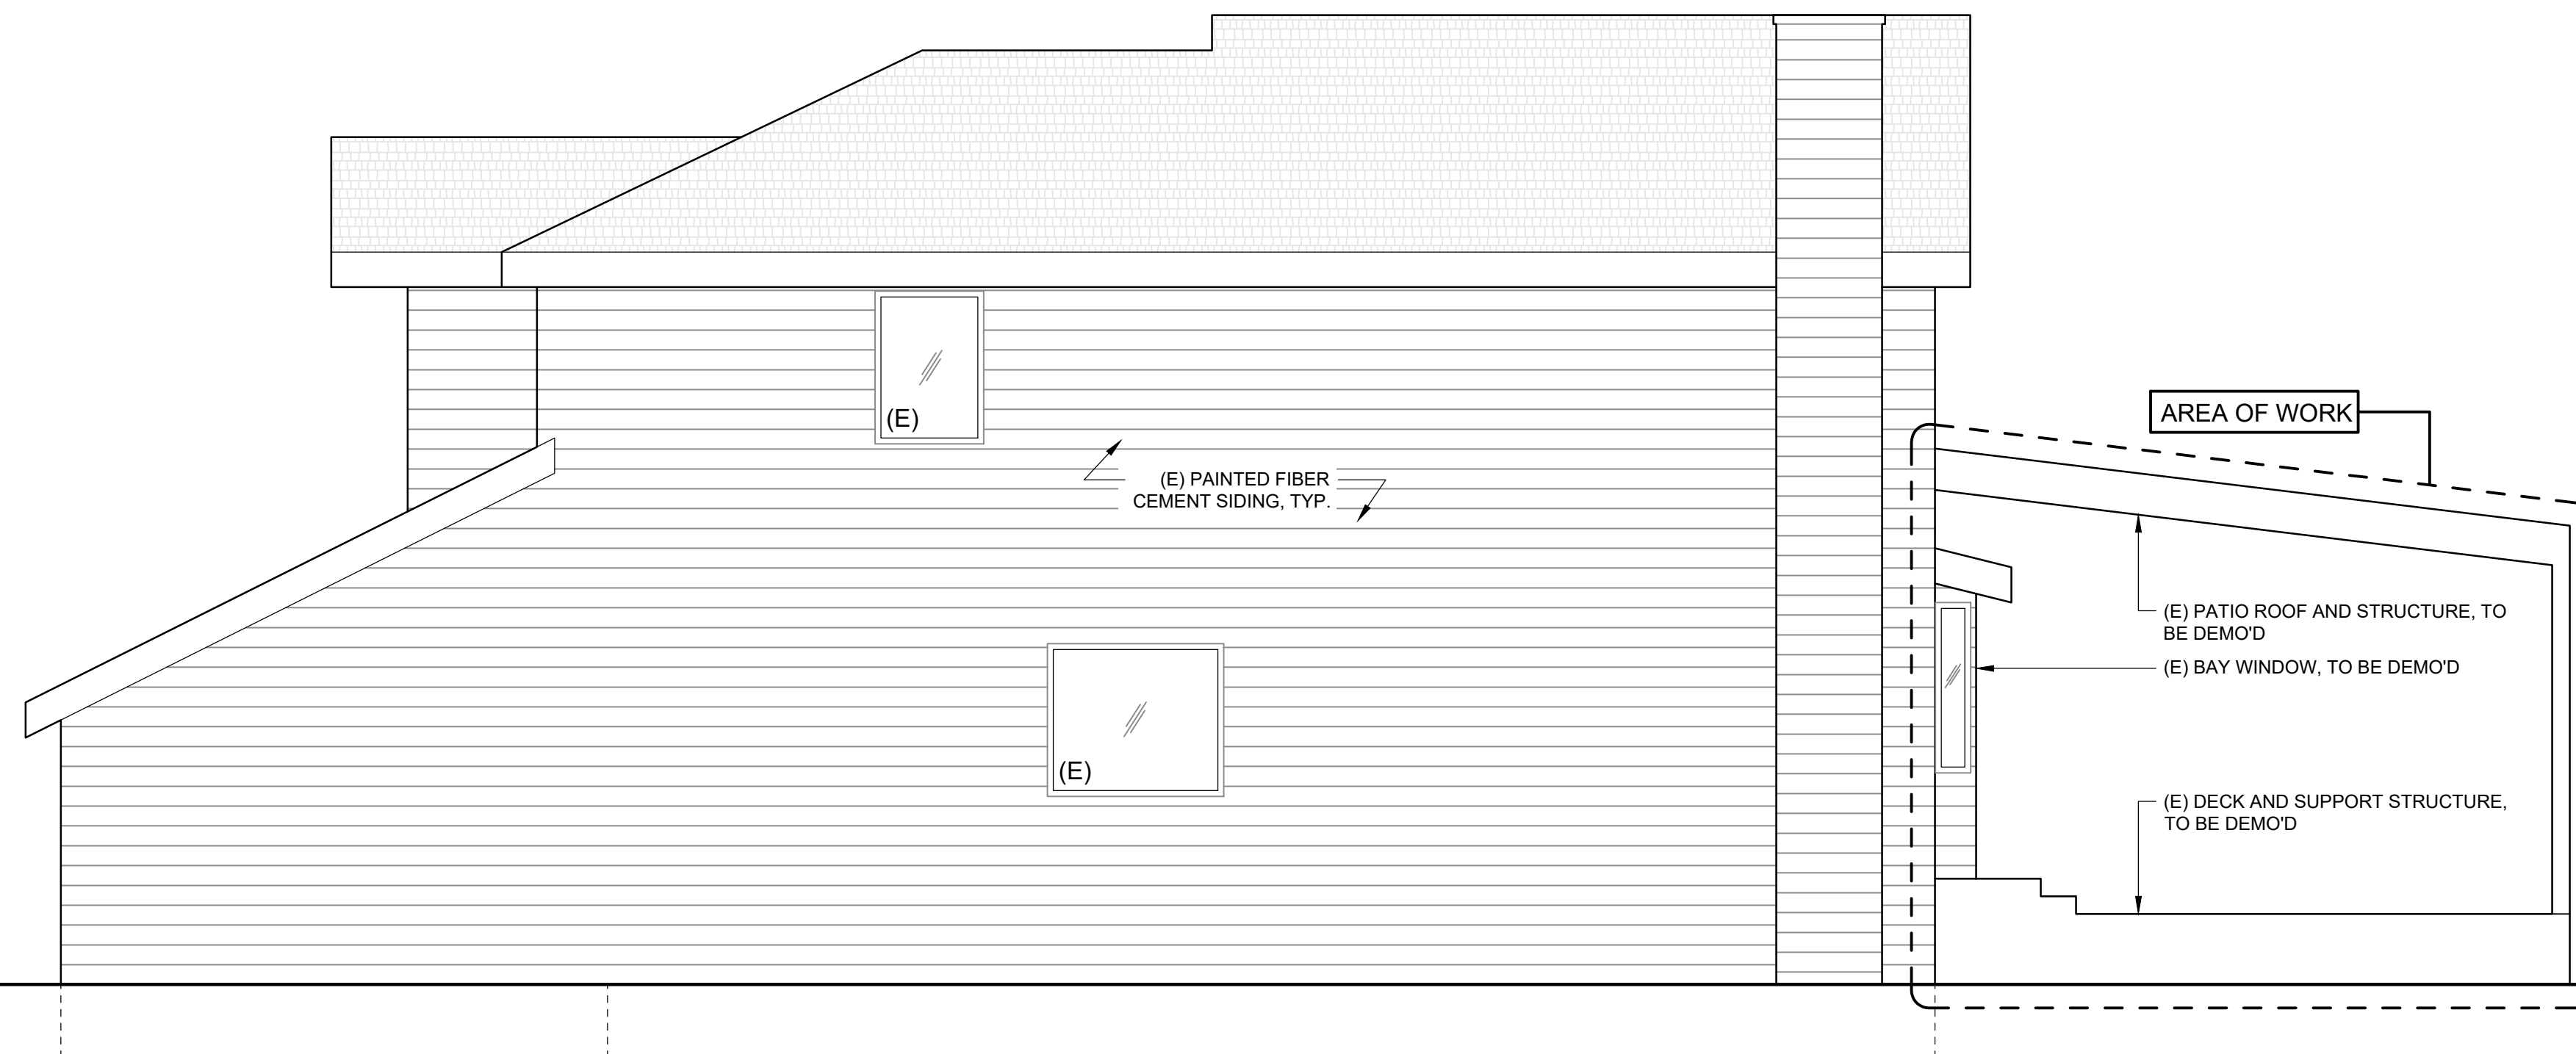 (E)
AREA OF WORK
(E) PAINTED FIBER
CEMENT SIDING, TYP.
(E) PATIO ROOF AND STRUCTURE, TO
BE DEMO'D
(E) BAY WINDOW, TO BE DEMO'D
(E)
(E) DECK AND SUPPORT STRUCTURE,
TO BE DEMO'D